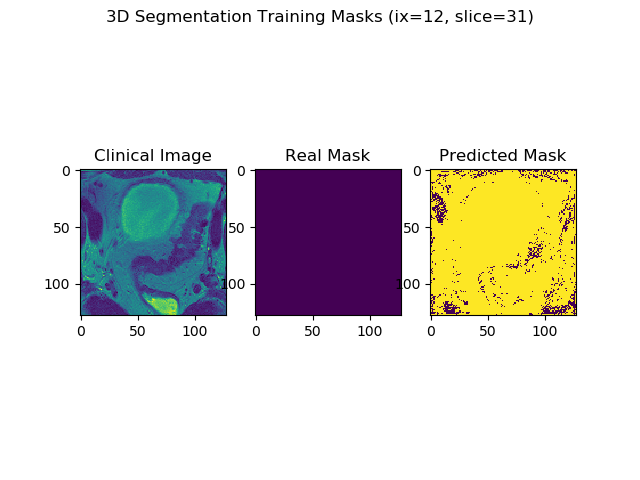 3D Segmentation Training Masks (ix=12, slice=31)
Clinical Image Real Mask Predicted Mask
0 0 0
50 50 50
100 100 100
0 50 100 0 50 100 0 50 100